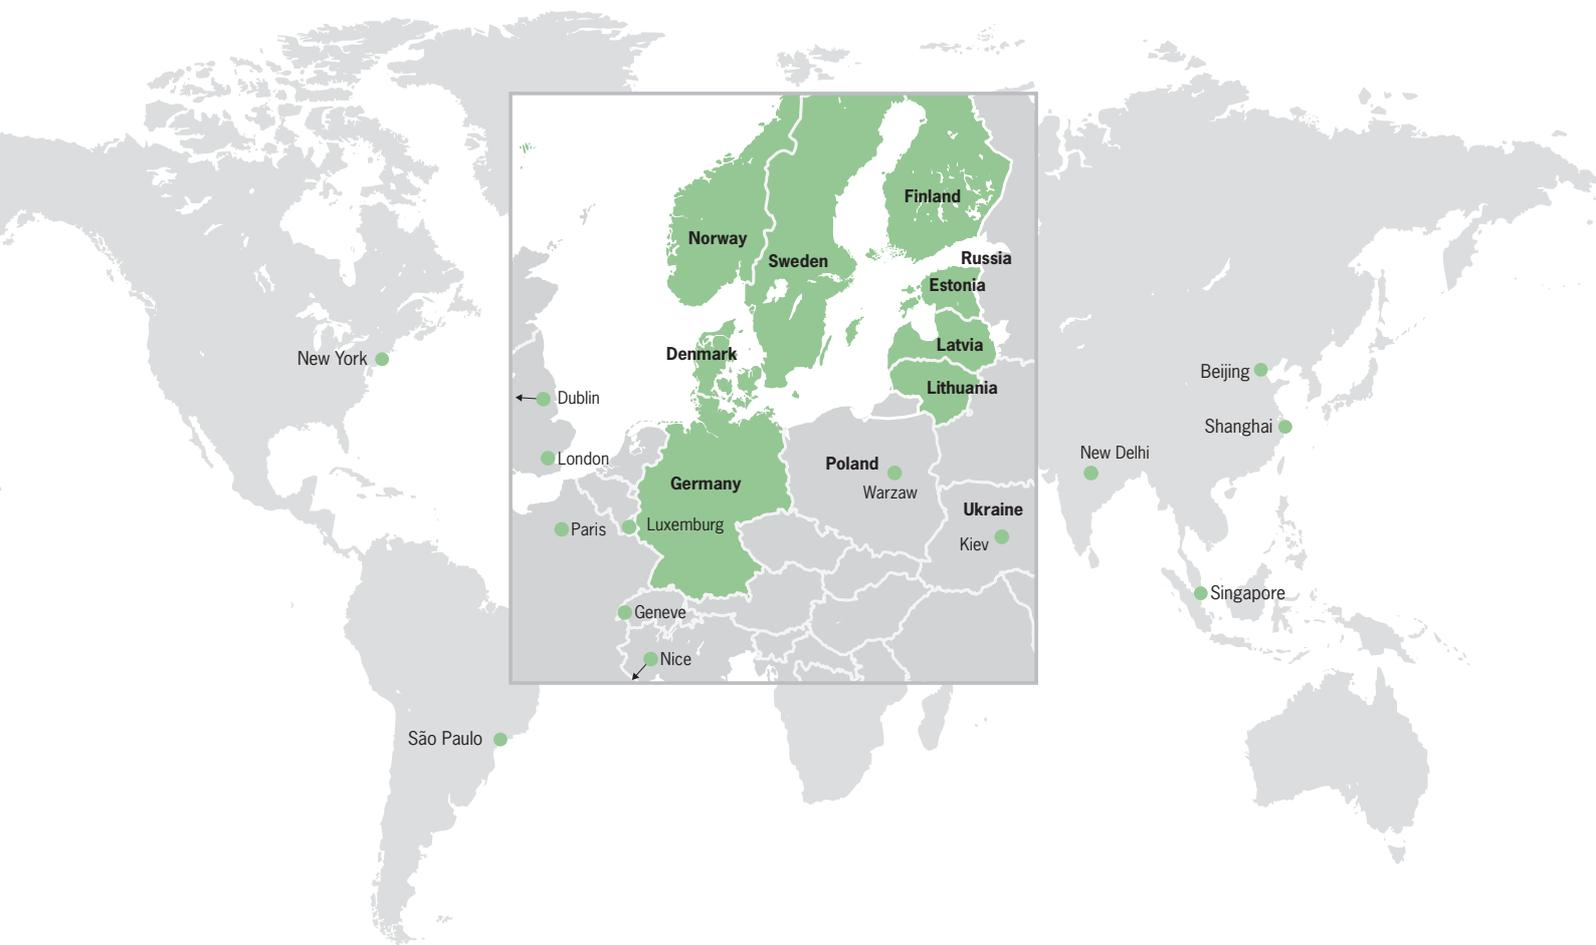 Finland
Norway
Russia
Sweden
Estonia
Latvia
Denmark
New York
Beijing
Lithuania
Dublin
Shanghai
New Delhi
London
Poland
Germany
Warzaw
Ukraine
Luxemburg
Paris
Kiev
Singapore
Geneve
Nice
São Paulo